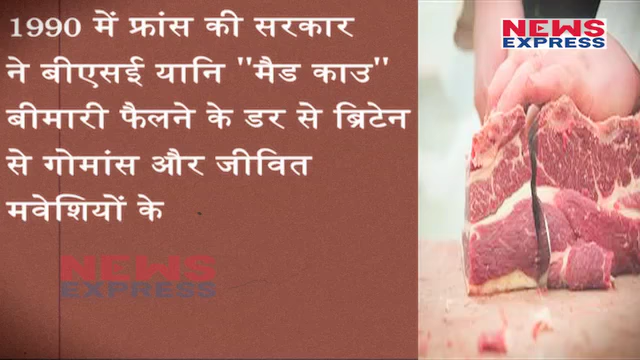 1990 में फ्रांस की सरकार
ने बीएसई यानि "मैड काउ"
बीमारी फैलने के डर से ब्रिटेन
से गोमांस और जीवित
मवेशियों के
NEWS
EXPRESS
NEWS
EXPRESS